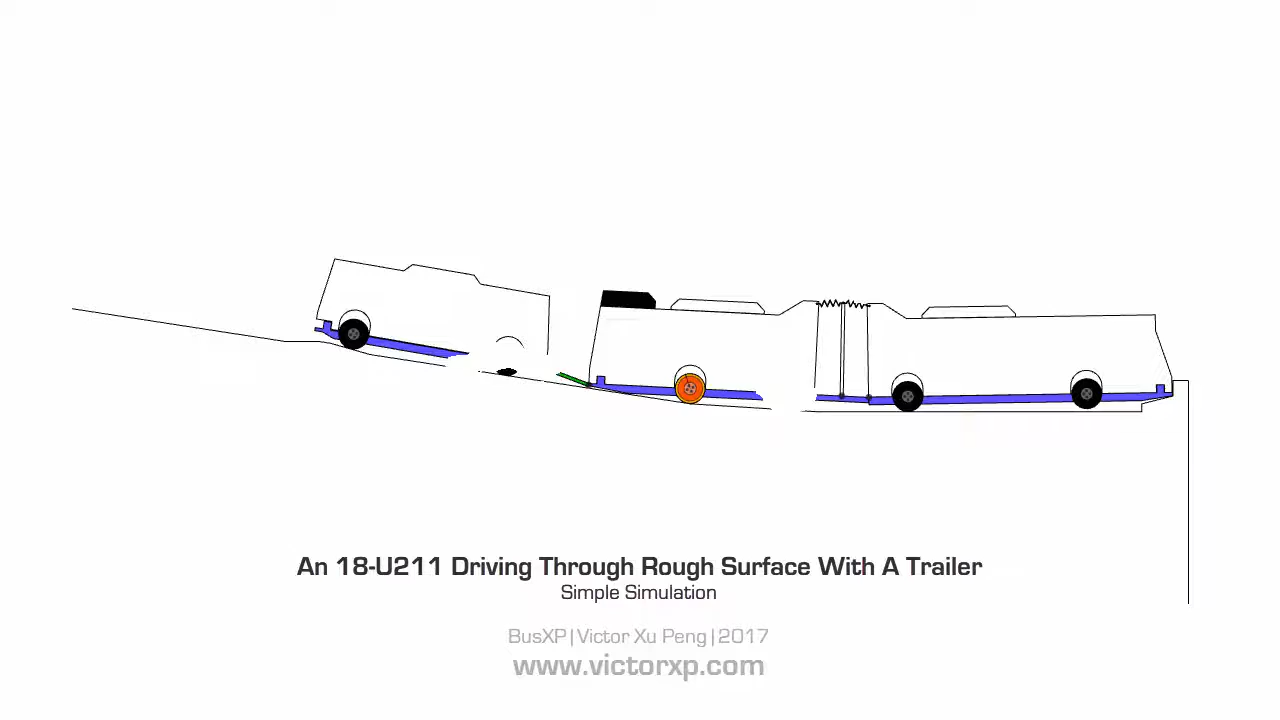 An 18-U211 Driving Through Rough Surface With A Trailer
Simple Simulation
BusXP|Victor Xu Peng|2017
www.victorxp.com